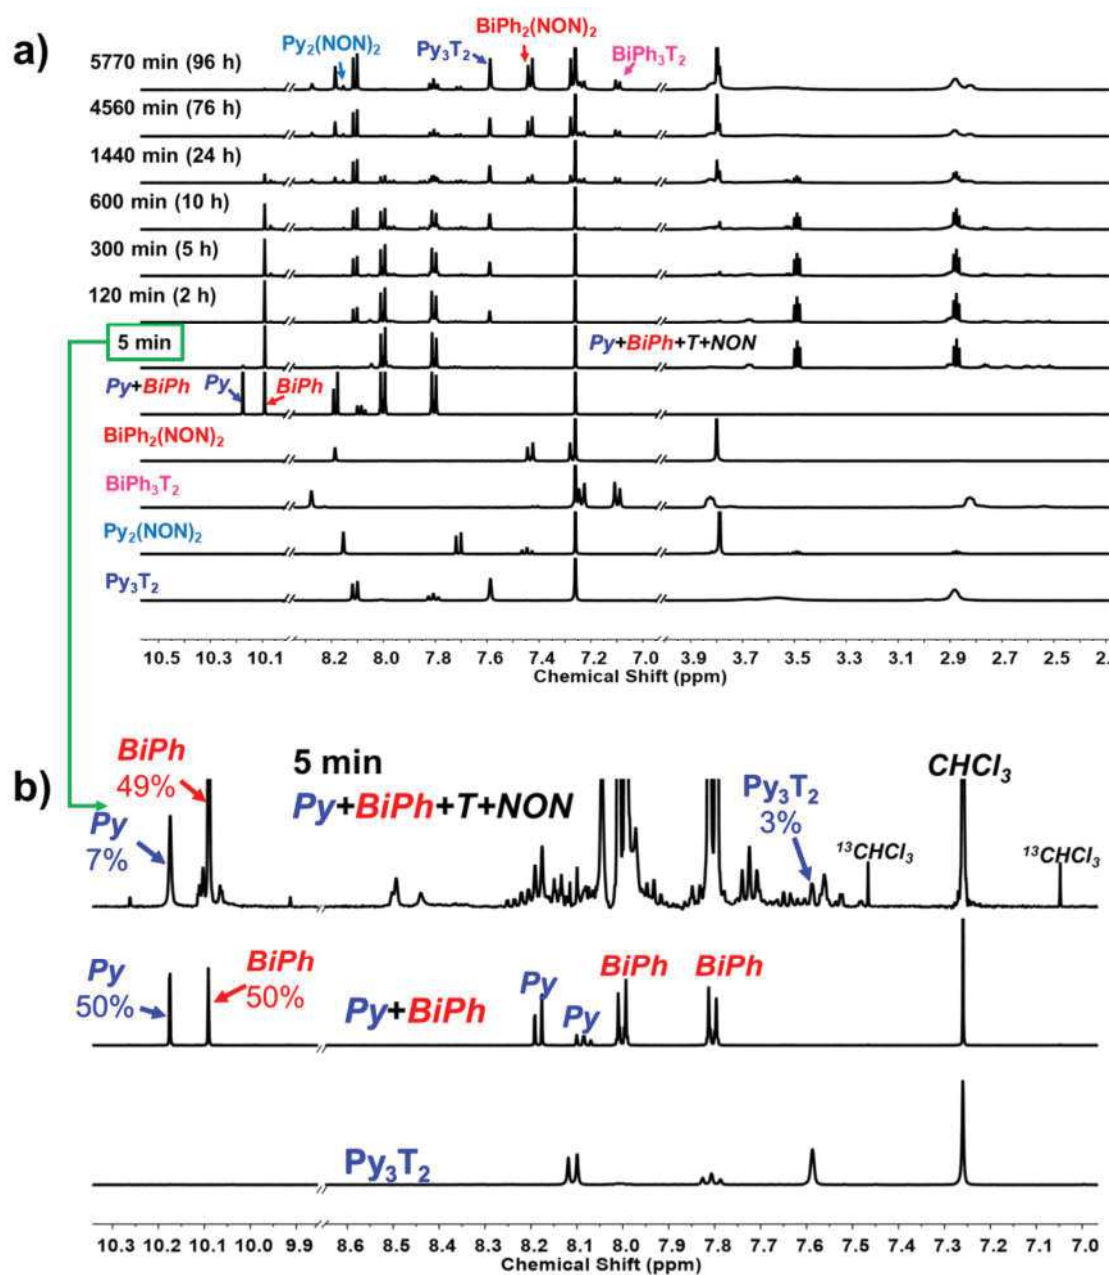 a)
Py₂(NON)₂ Py₃T₂ BiPh₂(NON)₂ BiPh₃T₂
5770 min (96 h)
4560 min (76 h)
1440 min (24 h)
600 min (10 h)
300 min (5 h)
120 min (2 h)
5 min Py+BiPh+T+NON
Py+BiPh Py BiPh
BiPh₂(NON)₂
BiPh₃T₂
Py₂(NON)₂
Py₃T₂
10.5 10.3 10.1 8.2 8.0 7.8 7.6 7.4 7.2 7.0 3.9 3.7 3.5 3.3 3.1 2.9 2.7 2.5
Chemical Shift (ppm)
b)
5 min
Py+BiPh+T+NON
BiPh
49%
Py
7%
Py₃T₂
3%
¹³CHCl₃
CHCl₃
¹³CHCl₃
Py
50%
BiPh
50%
Py+BiPh
Py
Py
BiPh
BiPh
Py₃T₂
10.3 10.2 10.1 10.0 9.9 8.6 8.5 8.4 8.3 8.2 8.1 8.0 7.9 7.8 7.7 7.6 7.5 7.4 7.3 7.2 7.1 7.0
Chemical Shift (ppm)